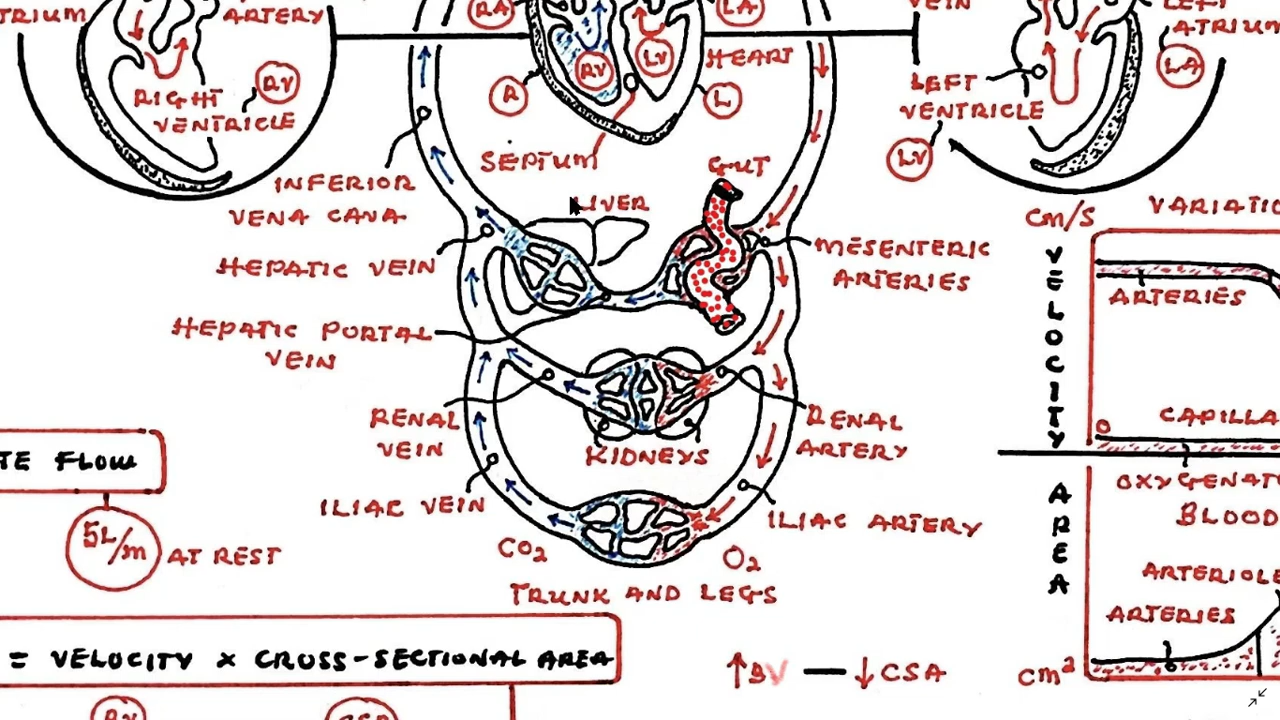 TRIUM
ARTERY
RA
LA
VEIN
LEFT
ATRIUM
RV
LV
HEART
LA
RIGHT
VENTRICLE
RV
R
L
LEFT
VENTRICLE
LV
SEPTUM
GUT
INFERIOR
VENA CAVA
LIVER
CM/S
VARIATIO
HEPATIC VEIN
MESENTERIC
ARTERIES
VELOCITY
ARTERIES
HEPATIC PORTAL
VEIN
RENAL
VEIN
KIDNEYS
RENAL
ARTERY
O
CAPILLA
TE FLOW
ILIAC VEIN
ILIAC ARTERY
OXYGENAT
BLOOD
AREA
5L/m AT REST
CO2
O2
TRUNK AND LEGS
ARTERIOLE
ARTERIES
= VELOCITY × CROSS-SECTIONAL AREA
↑BV — ↓CSA
cm²